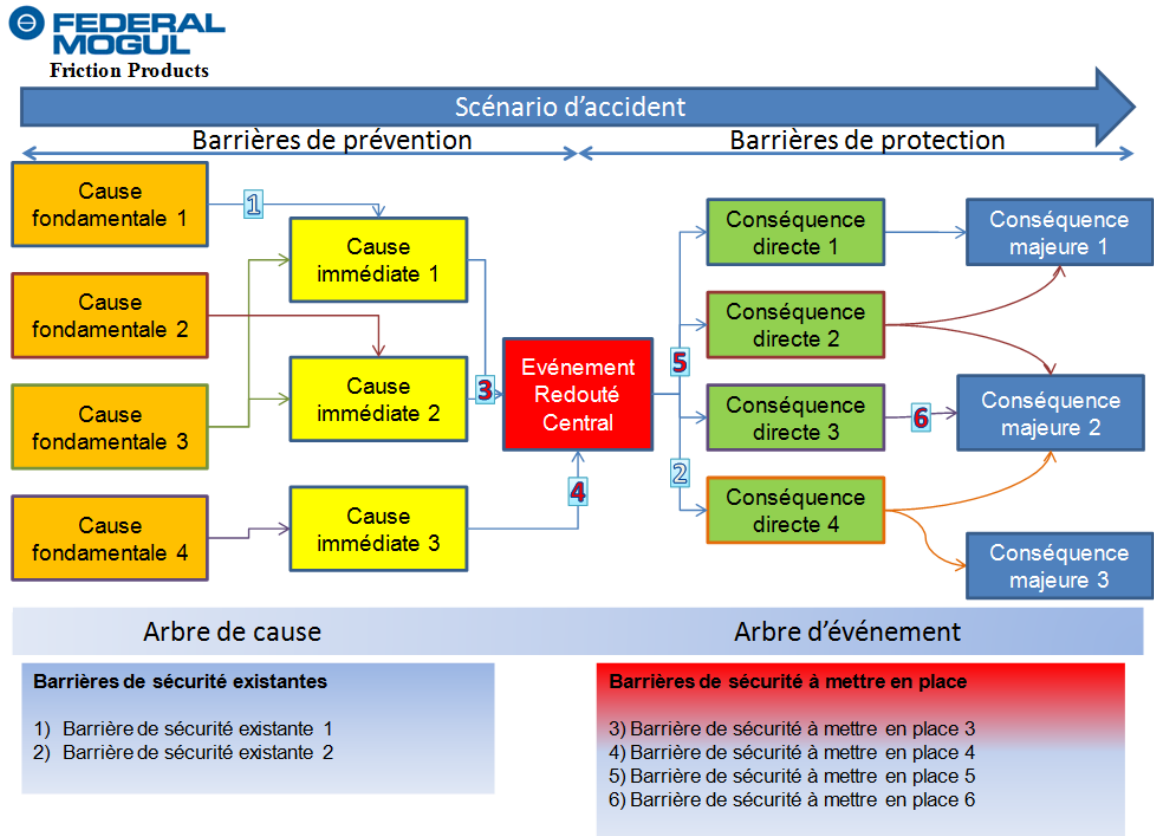 FEDERAL
MOGUL
Friction Products
Scénario d'accident
Barrières de prévention
Barrières de protection
Cause
fondamentale 1
1
Cause
immédiate 1
Conséquence
directe 1
Conséquence
majeure 1
Cause
fondamentale 2
Conséquence
directe 2
Cause
immédiate 2
3
Evénement
Redouté
Central
5
Cause
fondamentale 3
Conséquence
directe 3
6
Conséquence
majeure 2
2
4
Cause
fondamentale 4
Cause
immédiate 3
Conséquence
directe 4
Conséquence
majeure 3
Arbre de cause
Arbre d'événement
Barrières de sécurité existantes
1) Barrière de sécurité existante 1
2) Barrière de sécurité existante 2
Barrières de sécurité à mettre en place
3) Barrière de sécurité à mettre en place 3
4) Barrière de sécurité à mettre en place 4
5) Barrière de sécurité à mettre en place 5
6) Barrière de sécurité à mettre en place 6